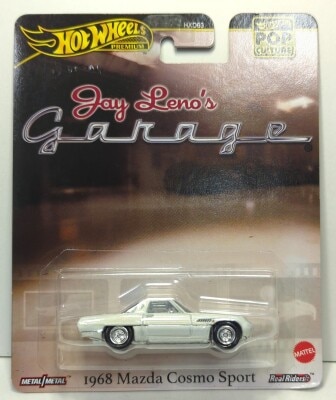 Hot Wheels
PREMIUM
HXD63
POP
CULTURE
Jay Leno's
Garage
MATTEL
METAL/METAL
1968 Mazda Cosmo Sport
Real Riders